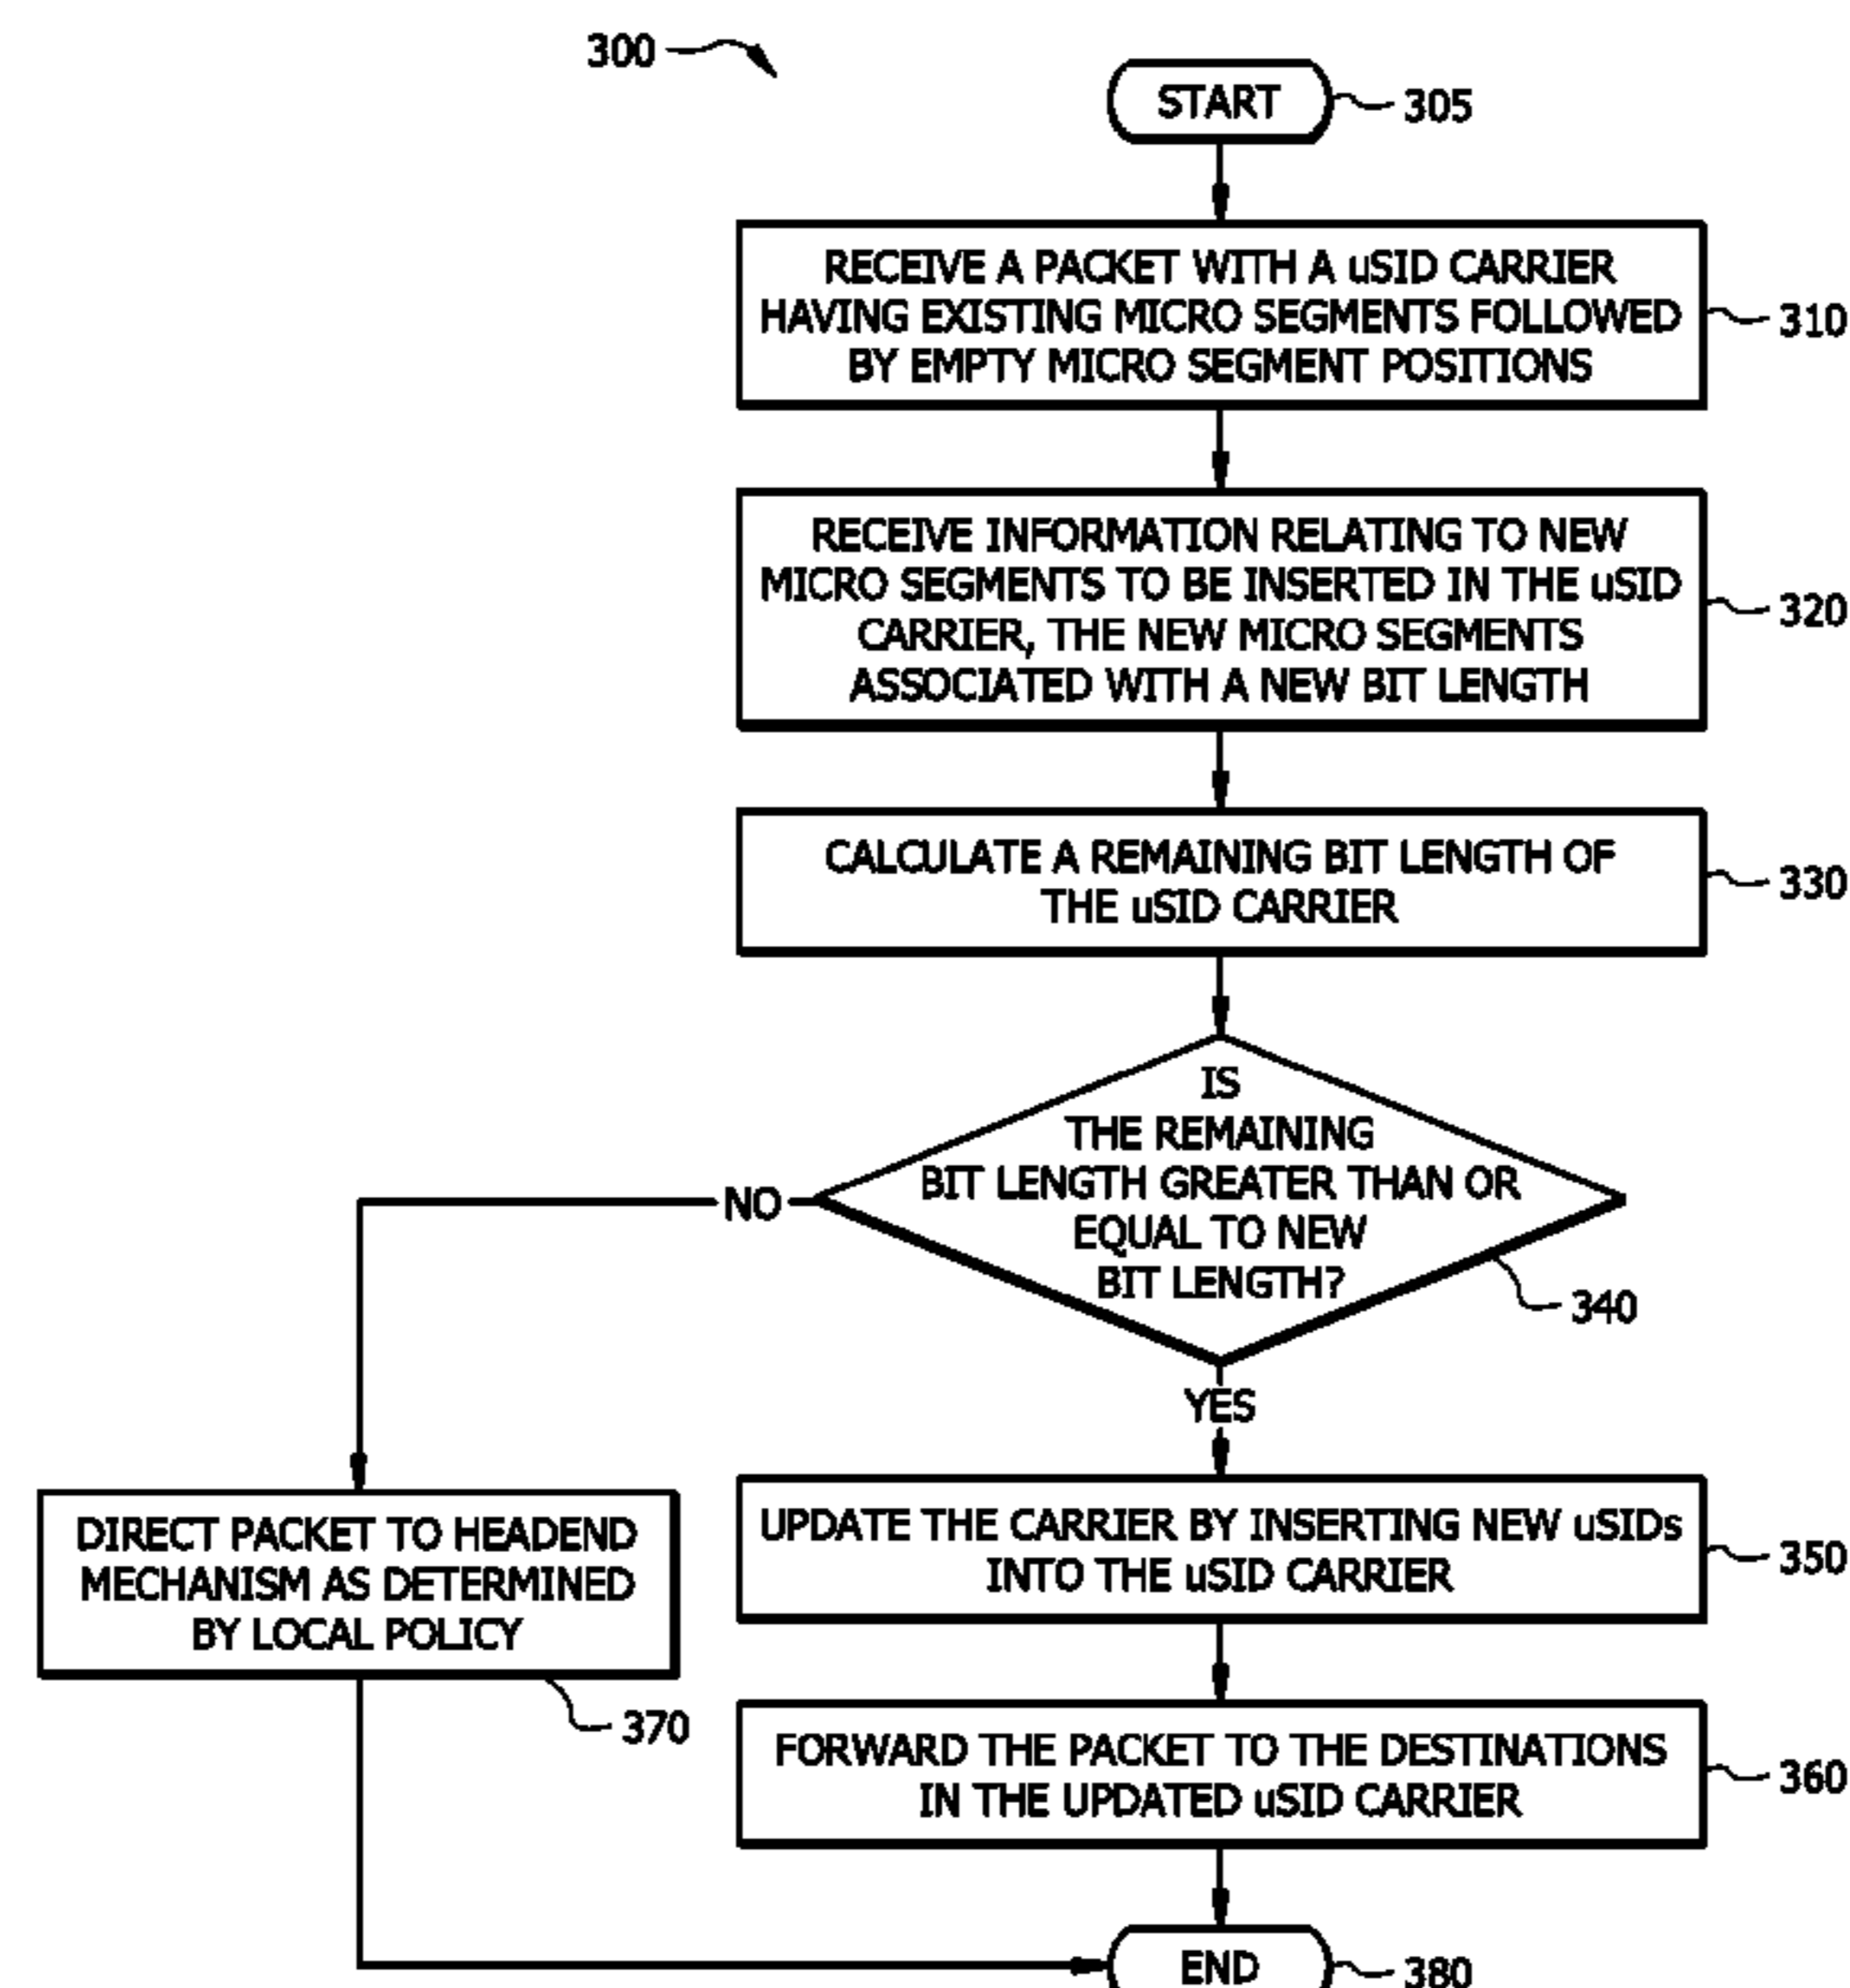 300
START
305
RECEIVE A PACKET WITH A uSID CARRIER
HAVING EXISTING MICRO SEGMENTS FOLLOWED
BY EMPTY MICRO SEGMENT POSITIONS
310
RECEIVE INFORMATION RELATING TO NEW
MICRO SEGMENTS TO BE INSERTED IN THE uSID
CARRIER, THE NEW MICRO SEGMENTS
ASSOCIATED WITH A NEW BIT LENGTH
320
CALCULATE A REMAINING BIT LENGTH OF
THE uSID CARRIER
330
IS
THE REMAINING
BIT LENGTH GREATER THAN OR
EQUAL TO NEW
BIT LENGTH?
340
NO
YES
DIRECT PACKET TO HEADEND
MECHANISM AS DETERMINED
BY LOCAL POLICY
370
UPDATE THE CARRIER BY INSERTING NEW uSIDs
INTO THE uSID CARRIER
350
FORWARD THE PACKET TO THE DESTINATIONS
IN THE UPDATED uSID CARRIER
360
END
380